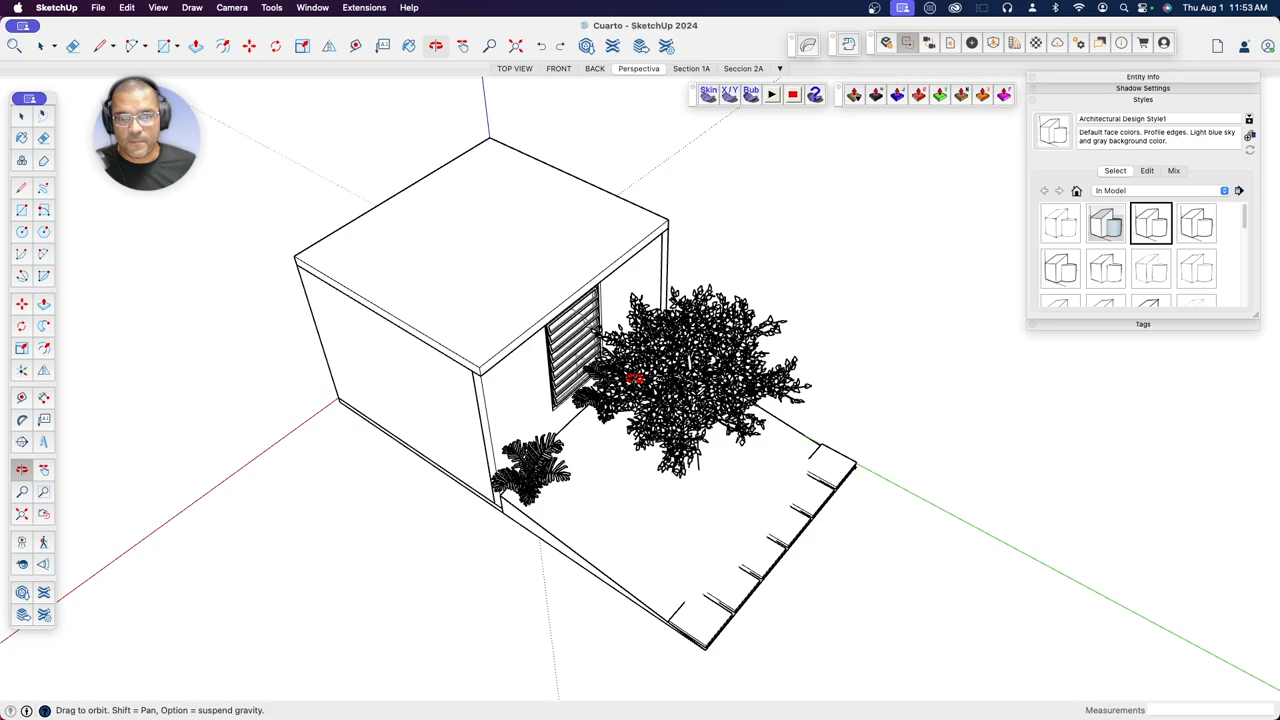 SketchUp File Edit View Draw Camera Tools Window Extensions Help Thu Aug 1 11:53 AM
Cuarto - SketchUp 2024
TOP VIEW FRONT BACK Perspectiva Section 1A Seccion 2A
Entity Info
Shadow Settings
Styles
Skin X/Y Bub
Architectural Design Style1
Default face colors. Profile edges. Light blue sky
and gray background color.
Select Edit Mix
In Model
Tags
Drag to orbit. Shift = Pan, Option = suspend gravity. Measurements